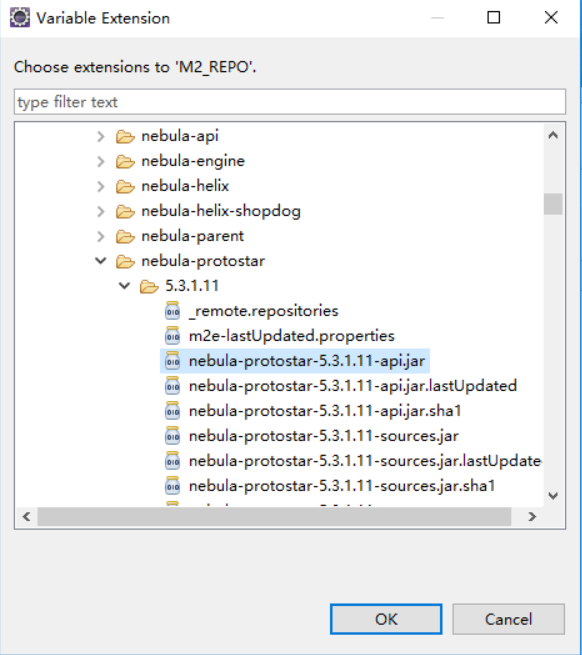 Variable Extension
Choose extensions to 'M2_REPO'.
type filter text
nebula-api
nebula-engine
nebula-helix
nebula-helix-shopdog
nebula-parent
nebula-protostar
5.3.1.11
_remote.repositories
m2e-lastUpdated.properties
nebula-protostar-5.3.1.11-api.jar
nebula-protostar-5.3.1.11-api.jar.lastUpdated
nebula-protostar-5.3.1.11-api.jar.sha1
nebula-protostar-5.3.1.11-sources.jar
nebula-protostar-5.3.1.11-sources.jar.lastUpdate
nebula-protostar-5.3.1.11-sources.jar.sha1
OK Cancel